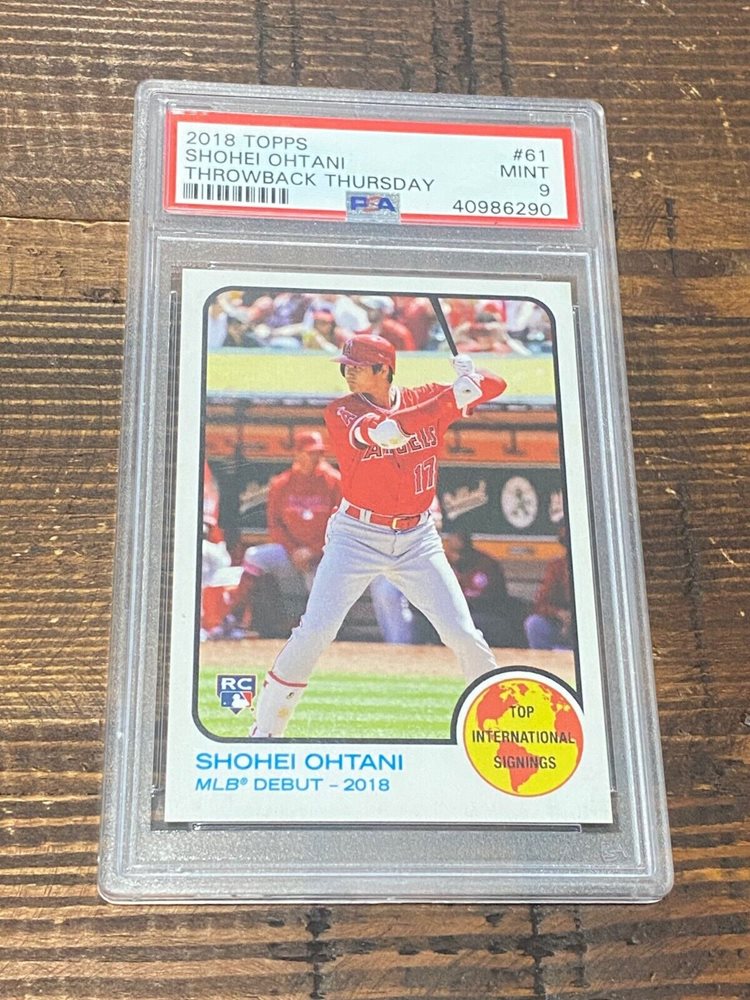 2018 TOPPS #61
SHOHEI OHTANI MINT
THROWBACK THURSDAY 9
PSA 40986290
A
ANGELS
17
RC
SHOHEI OHTANI
MLB® DEBUT – 2018
TOP
INTERNATIONAL
SIGNINGS